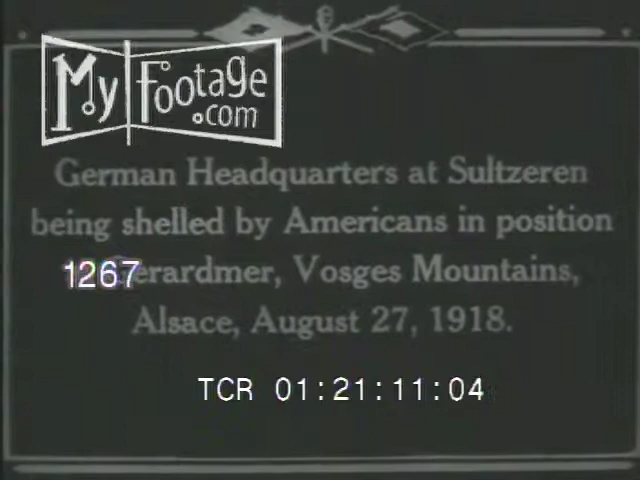 My Footage
.com
German Headquarters at Sultzeren
being shelled by Americans in position
1267 erardmer, Vosges Mountains,
Alsace, August 27, 1918.
TCR 01:21:11:04